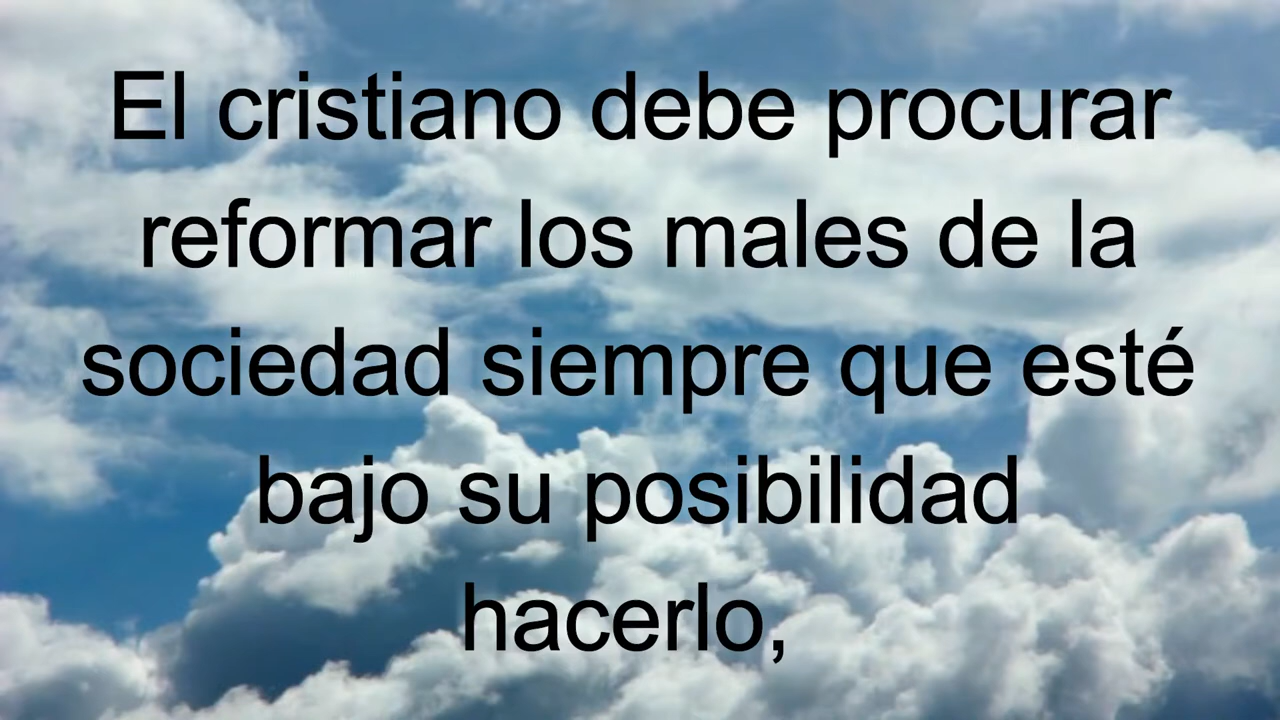 El cristiano debe procurar
reformar los males de la
sociedad siempre que esté
bajo su posibilidad
hacerlo,